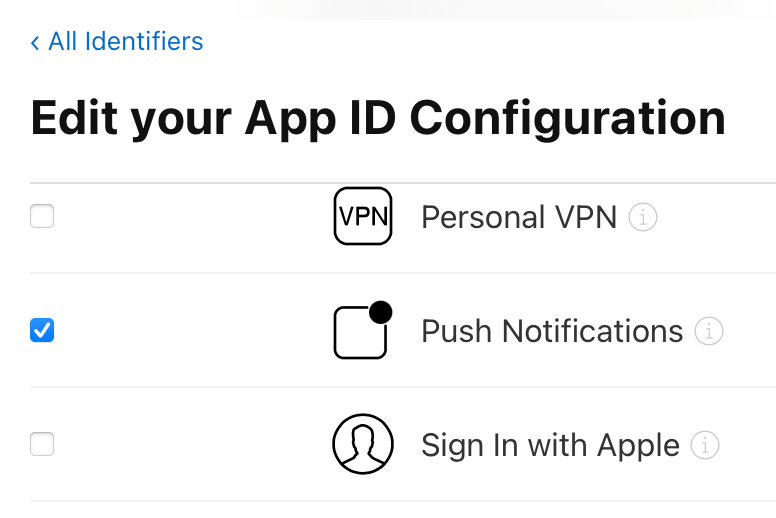 ‹ All Identifiers
Edit your App ID Configuration
VPN Personal VPN i
Push Notifications i
Sign In with Apple i